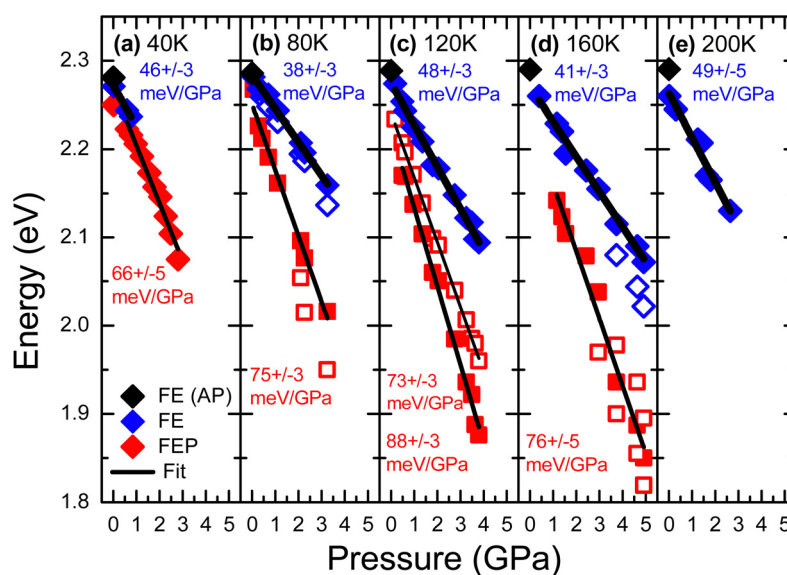 (a) 40K
46+/-3
meV/GPa
66+/-5
meV/GPa
(b) 80K
38+/-3
meV/GPa
75+/-3
meV/GPa
(c) 120K
48+/-3
meV/GPa
73+/-3
meV/GPa
88+/-3
meV/GPa
(d) 160K
41+/-3
meV/GPa
76+/-5
meV/GPa
(e) 200K
49+/-5
meV/GPa
FE (AP)
FE
FEP
Fit
Energy (eV)
2.3
2.2
2.1
2.0
1.9
1.8
0 1 2 3 4 5 0 1 2 3 4 5 0 1 2 3 4 5 0 1 2 3 4 5 0 1 2 3 4 5
Pressure (GPa)